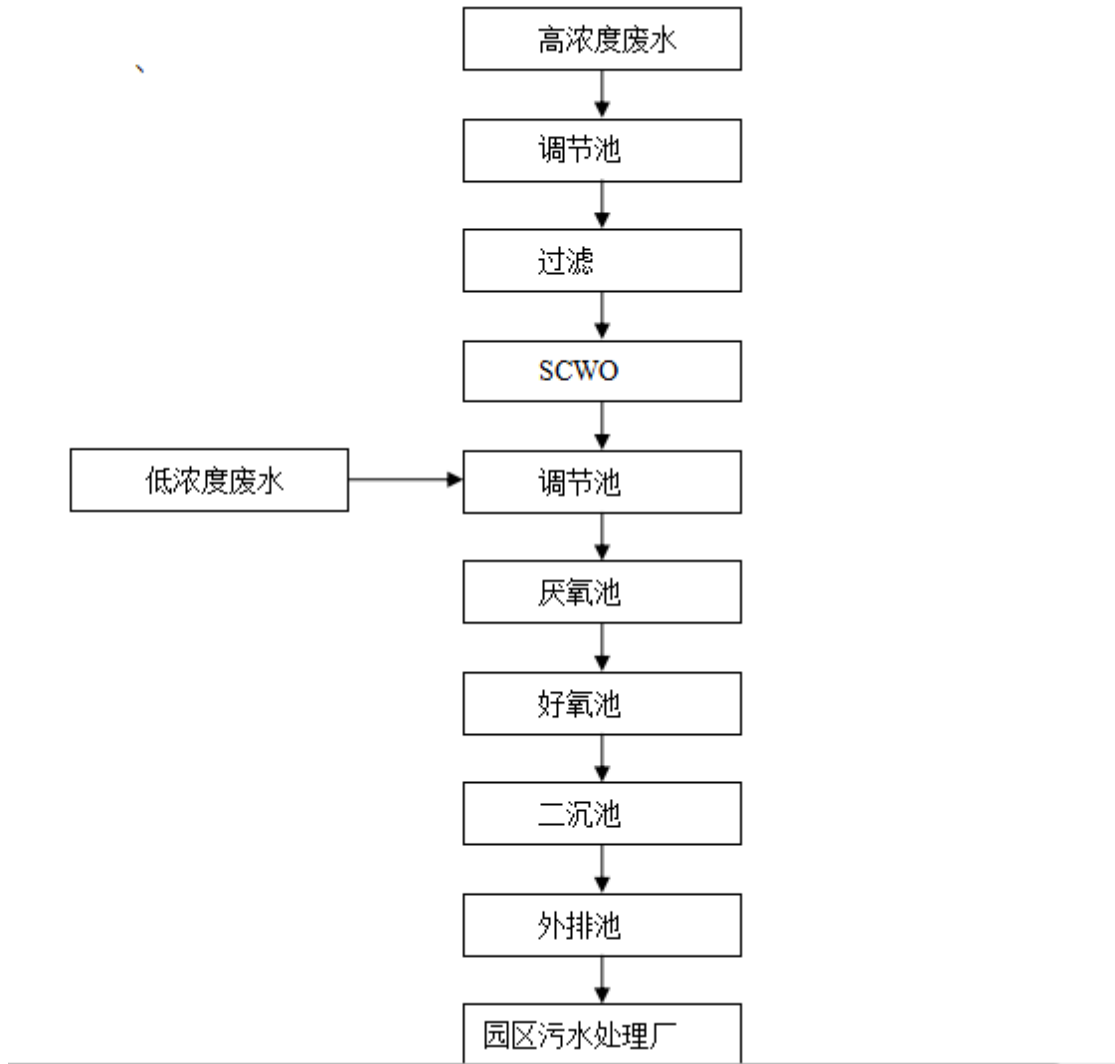 高浓度废水
、
调节池
过滤
SCWO
低浓度废水
调节池
厌氧池
好氧池
二沉池
外排池
园区污水处理厂